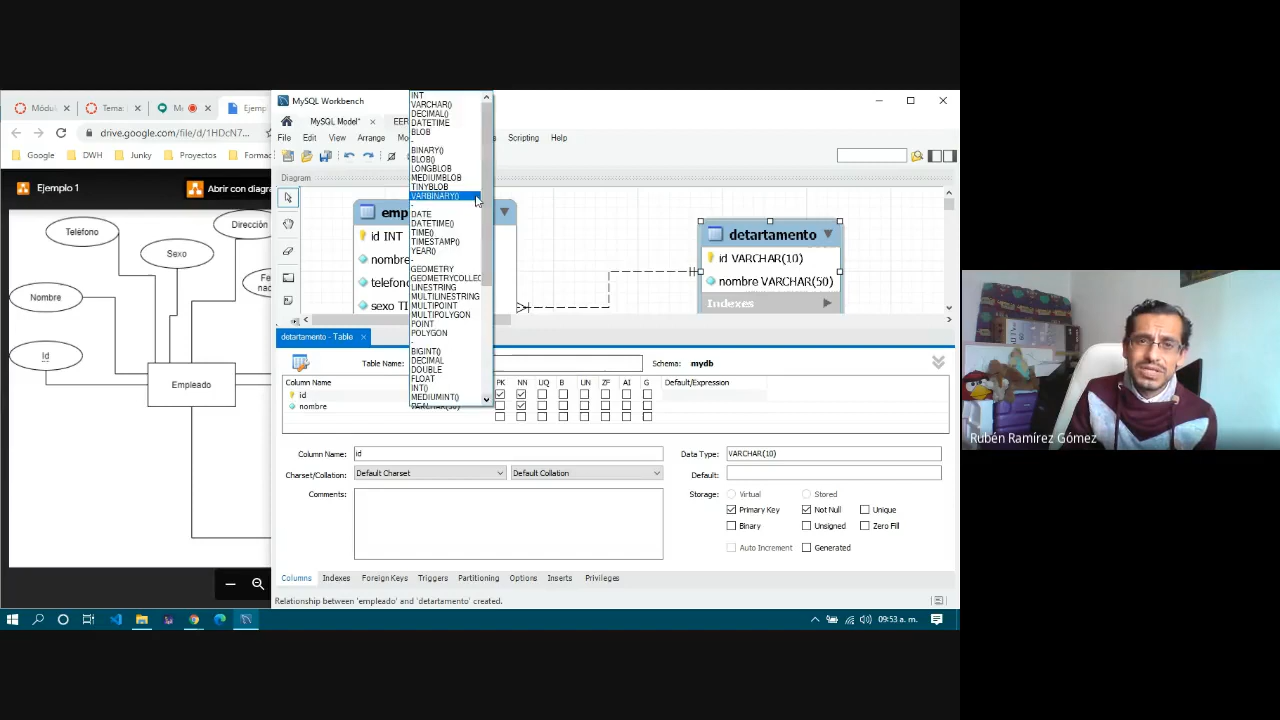 Módulo
Tema:
Me
Ejemp
drive.google.com/file/d/1HDcN7
Google
DWH
Junky
Proyectos
Formac
Ejemplo 1
Abrir con diagra
Teléfono
Dirección
Sexo
Nombre
Id
Empleado
MySQL Workbench
MySQL Model*
EER
File
Edit
View
Arrange
Scripting
Help
Diagram
id INT
nombre
telefon
detartamento
id VARCHAR(10)
nombre VARCHAR(50)
Indexes
INT
VARCHAR()
DECIMAL()
DATETIME
BLOB
-
BINARY()
BLOB()
LONGBLOB
MEDIUMBLOB
TINYBLOB
VARBINARY()
-
DATE
DATETIME()
TIME()
TIMESTAMP()
YEAR()
-
GEOMETRY
GEOMETRYCOLLEC
LINESTRING
MULTILINESTRING
MULTIPOINT
MULTIPOLYGON
POINT
POLYGON
-
BIGINT()
DECIMAL
DOUBLE
FLOAT
INT()
MEDIUMINT()
detartamento - Table
Table Name:
Schema: mydb
Column Name
PK NN UQ B UN ZF AI G Default/Expression
id
nombre
Column Name: id
Data Type: VARCHAR(10)
Charset/Collation: Default Charset Default Collation
Default:
Comments:
Storage: Virtual Stored
Primary Key Not Null Unique
Binary Unsigned Zero Fill
Auto Increment Generated
Columns Indexes Foreign Keys Triggers Partitioning Options Inserts Privileges
Relationship between 'empleado' and 'detartamento' created.
09:53 a. m.
Rubén Ramírez Gómez